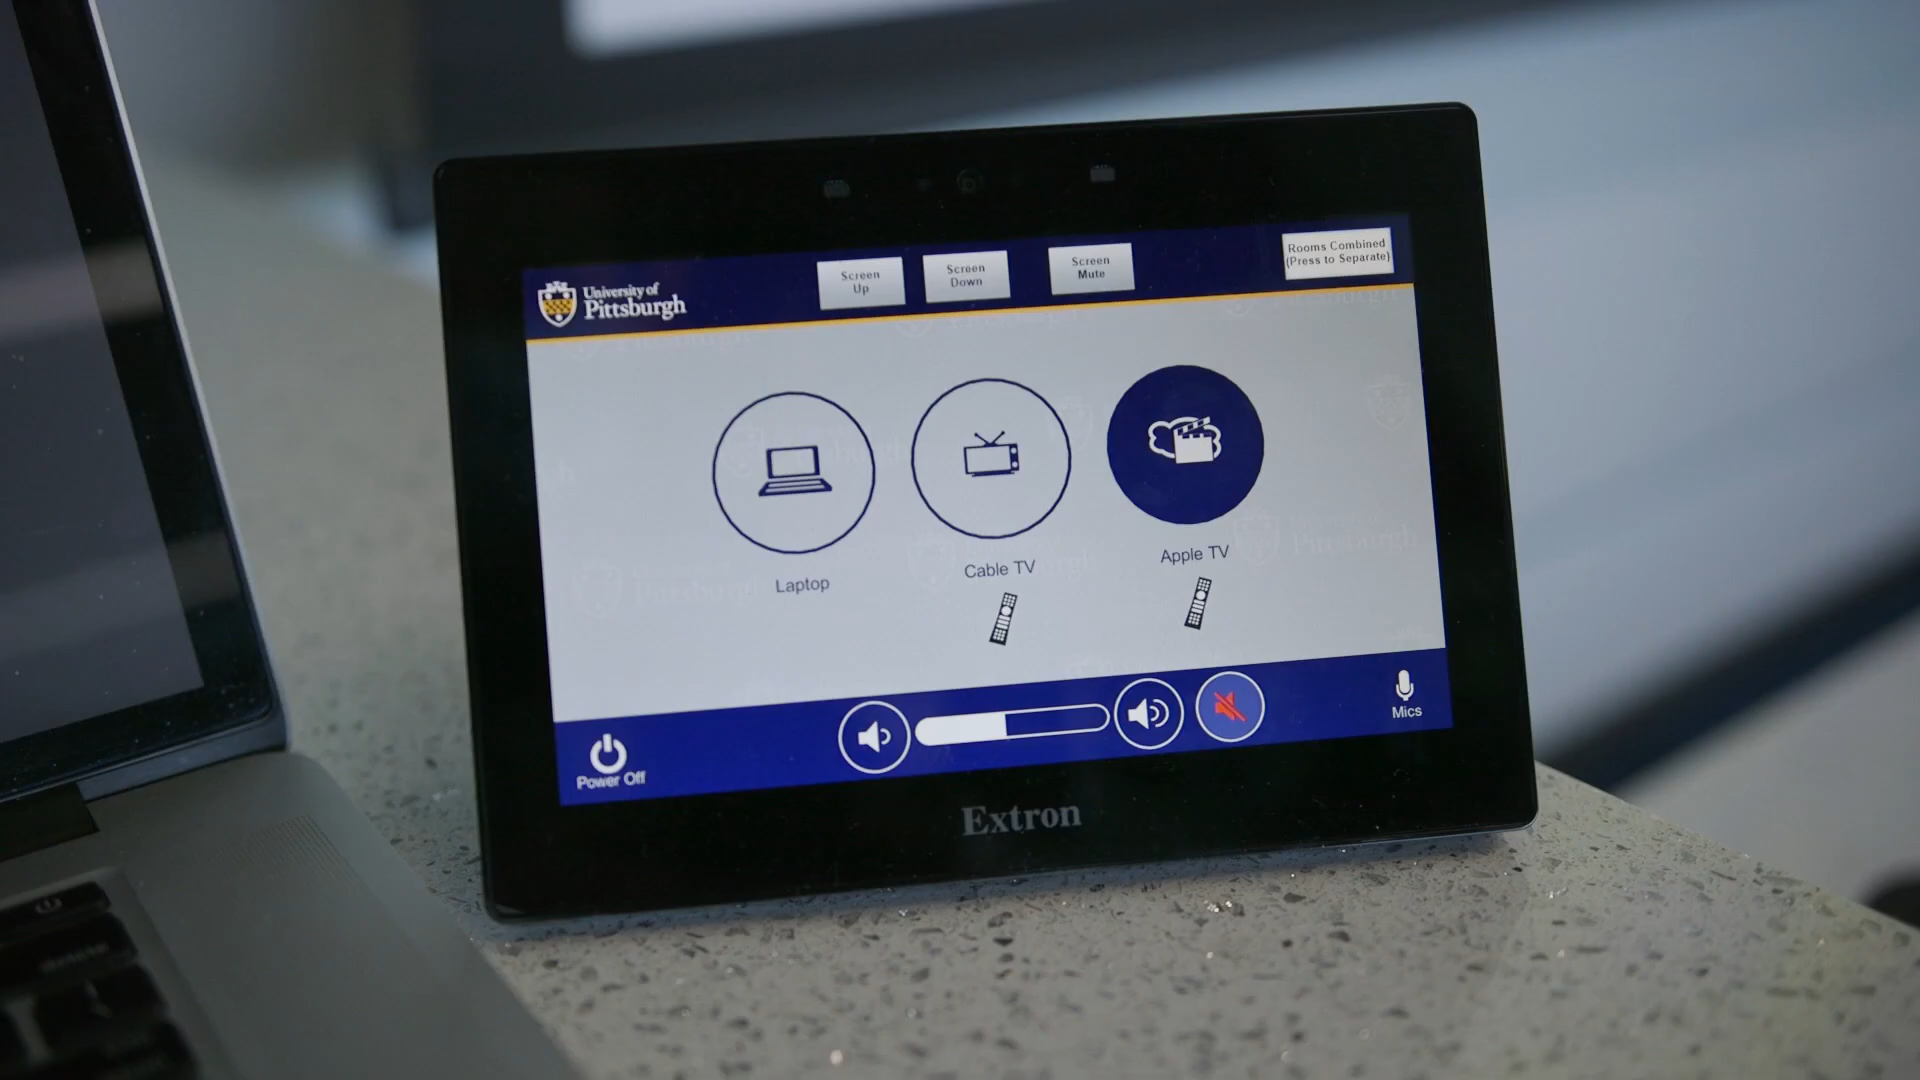 University of
Pittsburgh
Screen
Up
Screen
Down
Screen
Mute
Rooms Combined
(Press to Separate)
Laptop
Cable TV
Apple TV
Power Off
Mics
Extron
delete